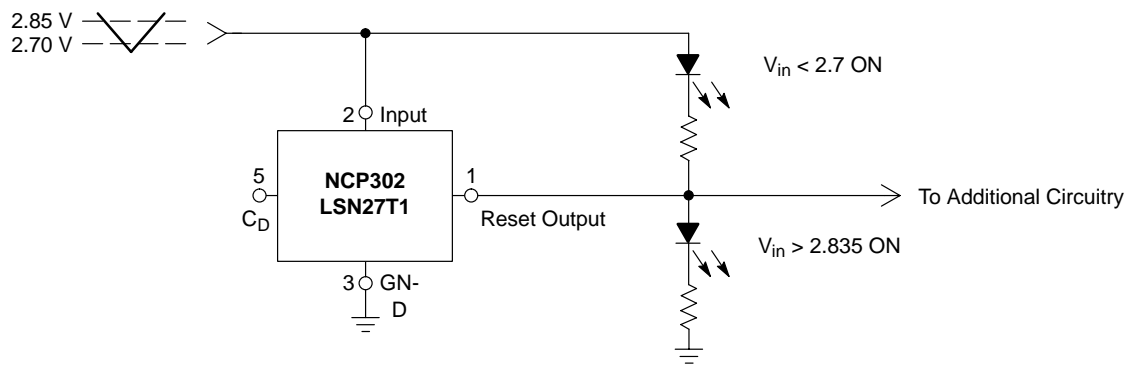 2.85 V
2.70 V
Vin < 2.7 ON
2 Input
NCP302
LSN27T1
5
CD
1
Reset Output
To Additional Circuitry
Vin > 2.835 ON
3 GN-
D